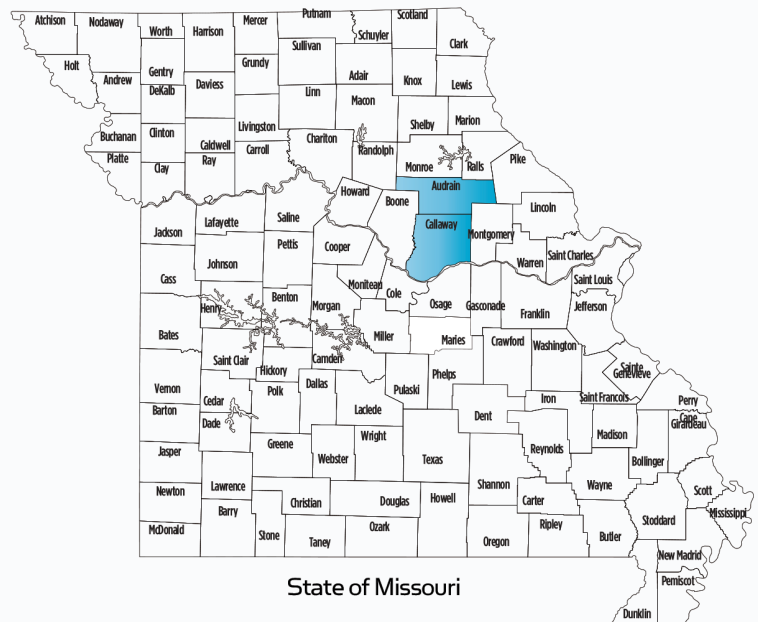 Atchison
Nodaway
Worth
Harrison
Mercer
Putnam
Schuyler
Scotland
Clark
Holt
Andrew
Gentry
DeKalb
Daviess
Grundy
Sullivan
Adair
Knox
Lewis
Linn
Macon
Buchanan
Clinton
Caldwell
Livingston
Shelby
Marion
Platte
Clay
Ray
Carroll
Chariton
Randolph
Monroe
Ralls
Pike
Howard
Boone
Audrain
Lincoln
Jackson
Lafayette
Saline
Callaway
Montgomery
Pettis
Cooper
Warren
Saint Charles
Cass
Johnson
Saint Louis
Henry
Benton
Morgan
Moniteau
Cole
Osage
Gasconade
Franklin
Jefferson
Bates
Miller
Maries
Crawford
Washington
Saint Clair
Hickory
Camden
Sainte
Genevieve
Vernon
Cedar
Polk
Dallas
Pulaski
Phelps
Iron
Saint Francois
Perry
Barton
Dade
Laclede
Dent
Cape
Girardeau
Jasper
Greene
Webster
Wright
Texas
Reynolds
Madison
Bollinger
Newton
Lawrence
Christian
Douglas
Howell
Shannon
Carter
Wayne
Scott
Mississippi
McDonald
Barry
Stone
Taney
Ozark
Oregon
Ripley
Butler
Stoddard
New Madrid
Pemiscot
Dunklin
State of Missouri